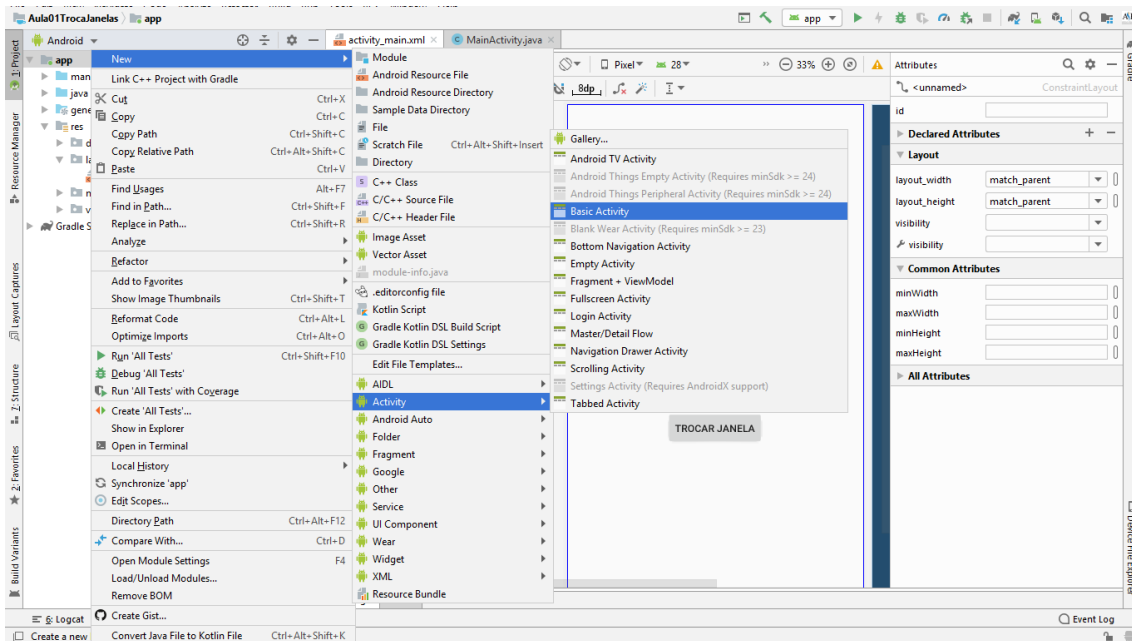 Aula01TrocaJanelas
app
app
Android
activity_main.xml
MainActivity.java
1: Project
Resource Manager
Layout Captures
Z: Structure
2: Favorites
Build Variants
app
man
java
gene
res
d
la
m
v
Gradle S
New
Link C++ Project with Gradle
Cut Ctrl+X
Copy Ctrl+C
Copy Path Ctrl+Shift+C
Copy Relative Path Ctrl+Alt+Shift+C
Paste Ctrl+V
Find Usages Alt+F7
Find in Path... Ctrl+Shift+F
Replace in Path... Ctrl+Shift+R
Analyze
Refactor
Add to Favorites
Show Image Thumbnails Ctrl+Shift+T
Reformat Code Ctrl+Alt+L
Optimize Imports Ctrl+Alt+O
Run 'All Tests' Ctrl+Shift+F10
Debug 'All Tests'
Run 'All Tests' with Coverage
Create 'All Tests'...
Show in Explorer
Open in Terminal
Local History
Synchronize 'app'
Edit Scopes...
Directory Path Ctrl+Alt+F12
Compare With... Ctrl+D
Open Module Settings F4
Load/Unload Modules...
Remove BOM
Create Gist...
Convert Java File to Kotlin File Ctrl+Alt+Shift+K
Module
Android Resource File
Android Resource Directory
Sample Data Directory
File
Scratch File Ctrl+Alt+Shift+Insert
Directory
C++ Class
C/C++ Source File
C/C++ Header File
Image Asset
Vector Asset
module-info.java
.editorconfig file
Kotlin Script
Gradle Kotlin DSL Build Script
Gradle Kotlin DSL Settings
Edit File Templates...
AIDL
Activity
Android Auto
Folder
Fragment
Google
Other
Service
UI Component
Wear
Widget
XML
Resource Bundle
Gallery...
Android TV Activity
Android Things Empty Activity (Requires minSdk >= 24)
Android Things Peripheral Activity (Requires minSdk >= 24)
Basic Activity
Blank Wear Activity (Requires minSdk >= 23)
Bottom Navigation Activity
Empty Activity
Fragment + ViewModel
Fullscreen Activity
Login Activity
Master/Detail Flow
Navigation Drawer Activity
Scrolling Activity
Settings Activity (Requires AndroidX support)
Tabbed Activity
Pixel
28
33%
8dp
TROCAR JANELA
Attributes
<unnamed> ConstraintLayout
id
Declared Attributes
Layout
layout_width match_parent
layout_height match_parent
visibility
visibility
Common Attributes
minWidth
maxWidth
minHeight
maxHeight
All Attributes
Gradle
Device File Explorer
6: Logcat
Event Log
Create a new